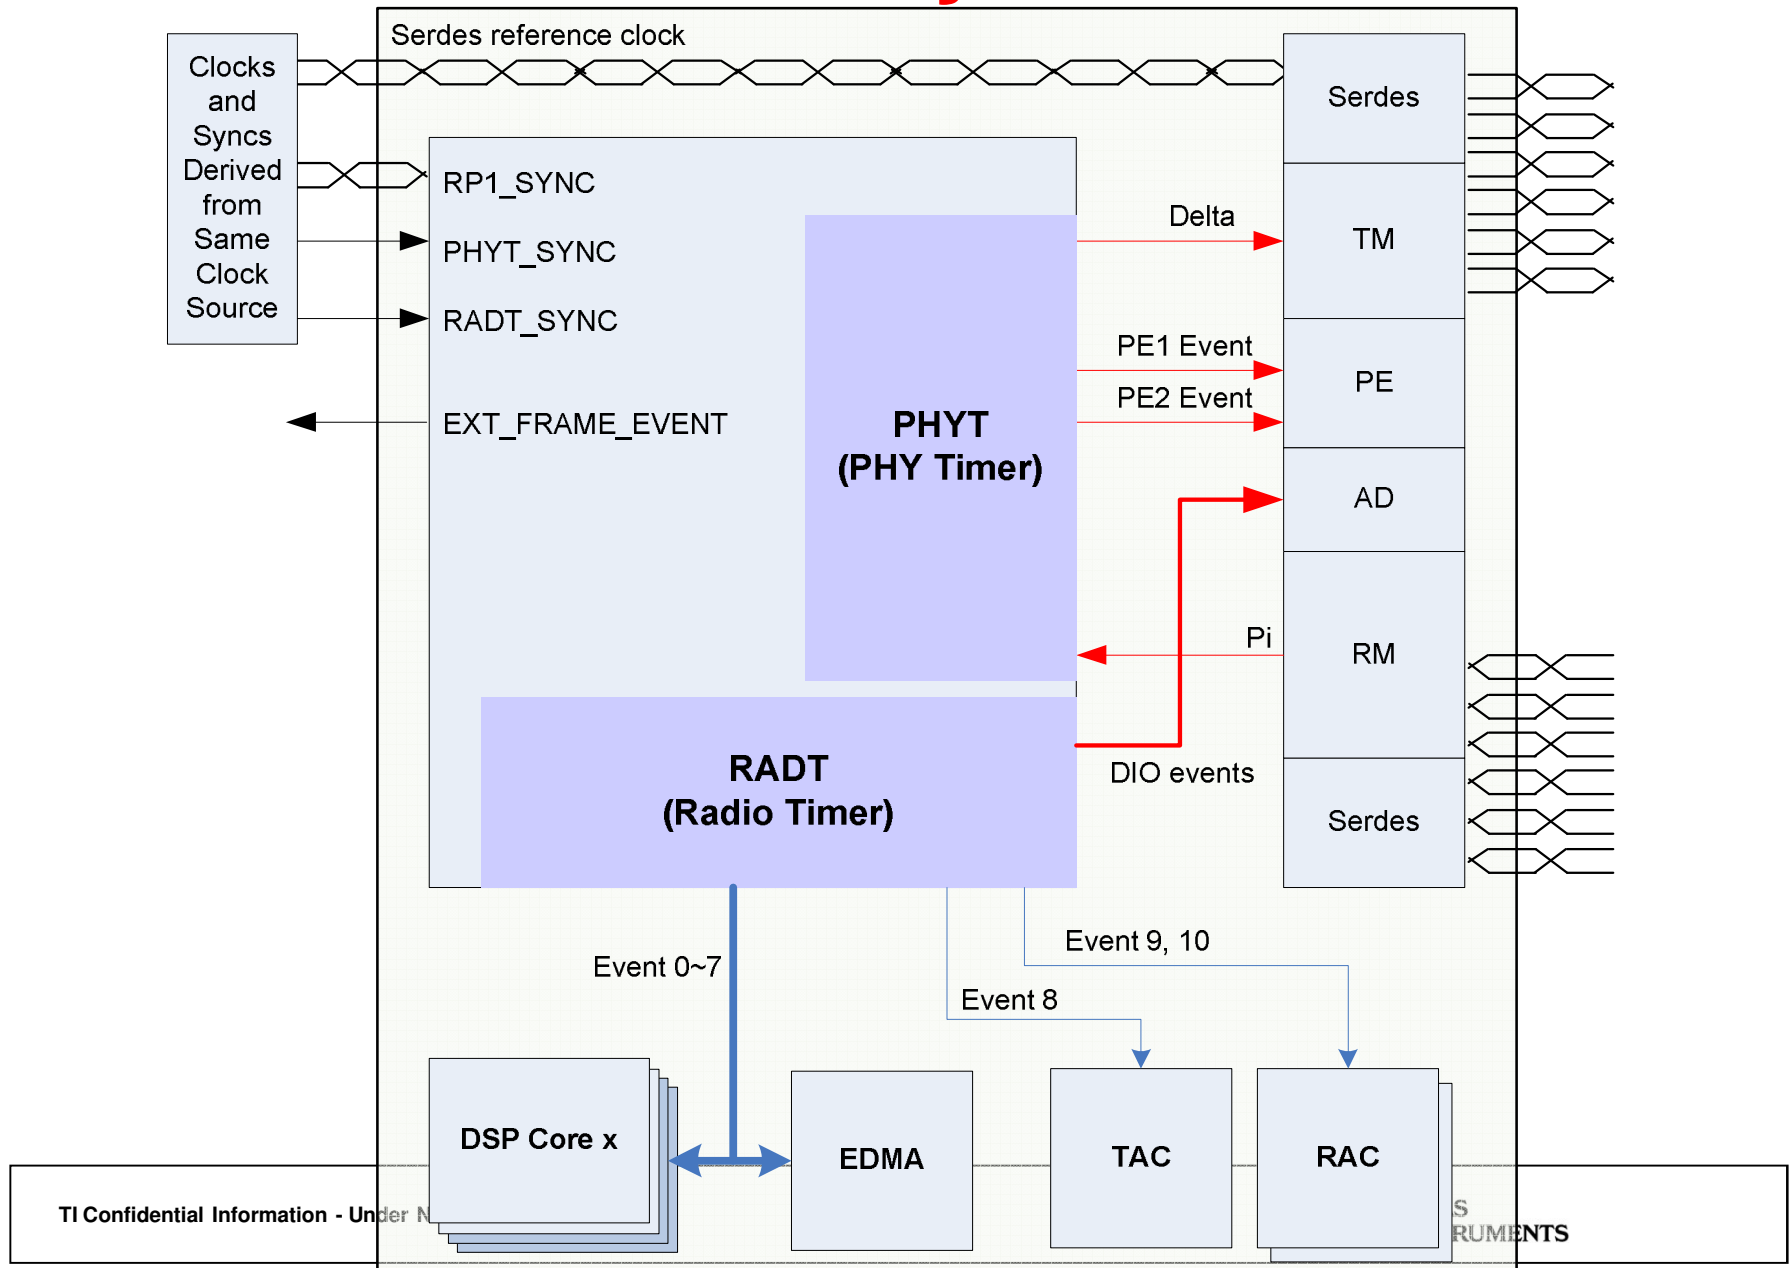 Serdes reference clock
Clocks
and
Syncs
Derived
from
Same
Clock
Source
RP1_SYNC
PHYT_SYNC
RADT_SYNC
EXT_FRAME_EVENT
PHYT
(PHY Timer)
RADT
(Radio Timer)
Delta
PE1 Event
PE2 Event
Pi
DIO events
Serdes
TM
PE
AD
RM
Serdes
Event 0~7
Event 8
Event 9, 10
DSP Core x
EDMA
TAC
RAC
TI Confidential Information - Under